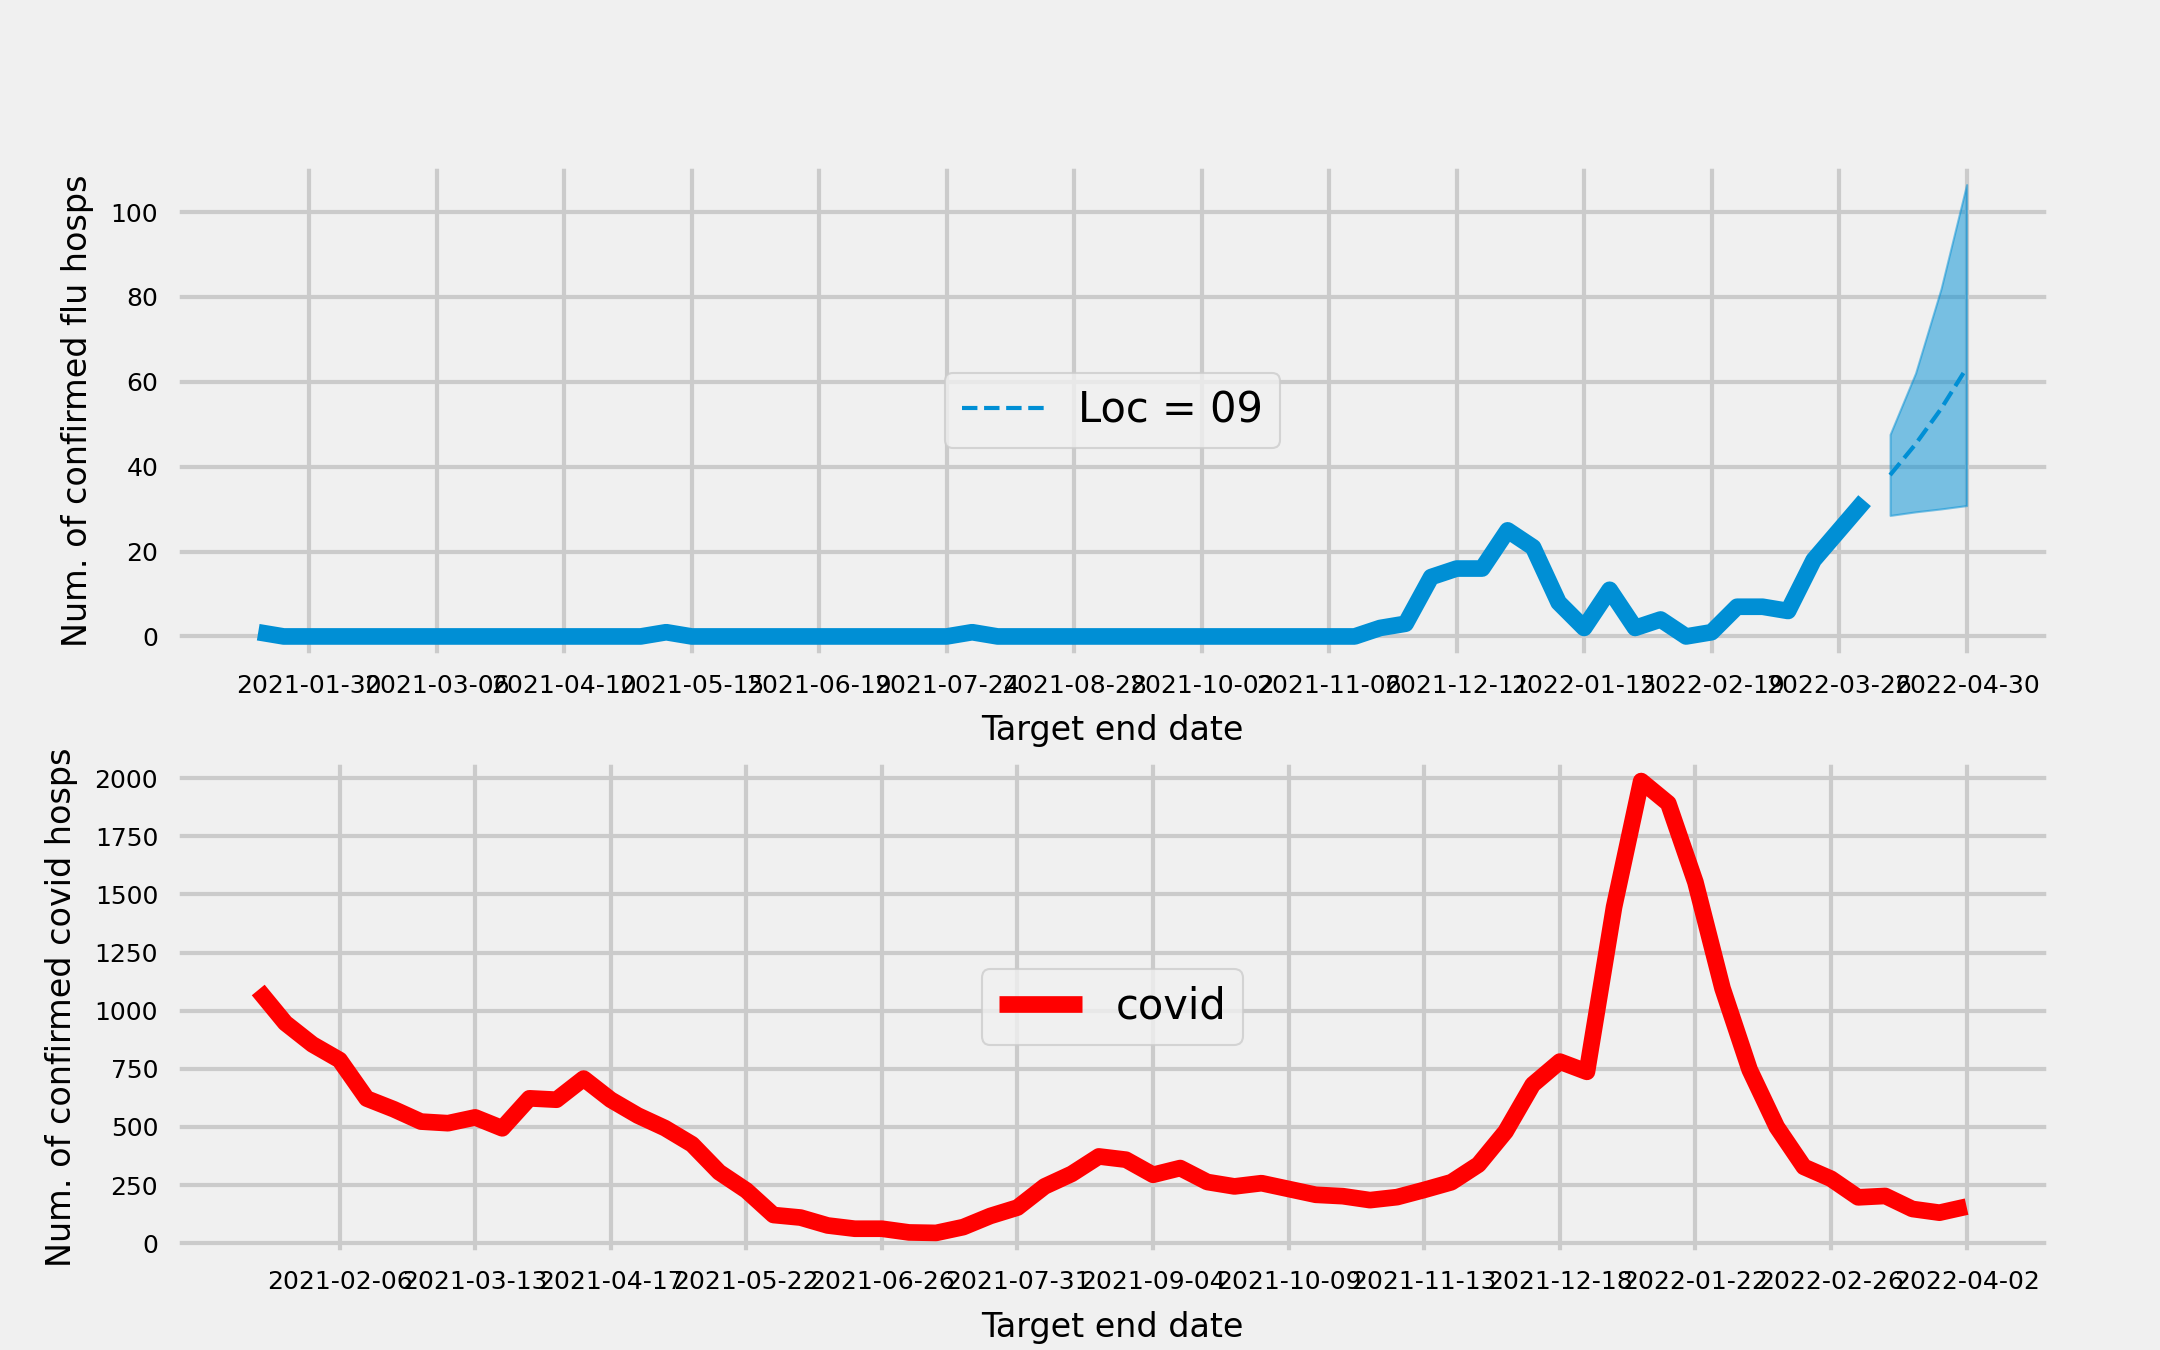 Num. of confirmed flu hosps
100
80
60
40
20
0
Loc = 09
2021-01-30 2021-03-06 2021-04-10 2021-05-15 2021-06-19 2021-07-24 2021-08-28 2021-10-02 2021-11-06 2021-12-11 2022-01-15 2022-02-19 2022-03-26 2022-04-30
Target end date
Num. of confirmed covid hosps
2000
1750
1500
1250
1000
750
500
250
0
covid
2021-02-06 2021-03-13 2021-04-17 2021-05-22 2021-06-26 2021-07-31 2021-09-04 2021-10-09 2021-11-13 2021-12-18 2022-01-22 2022-02-26 2022-04-02
Target end date